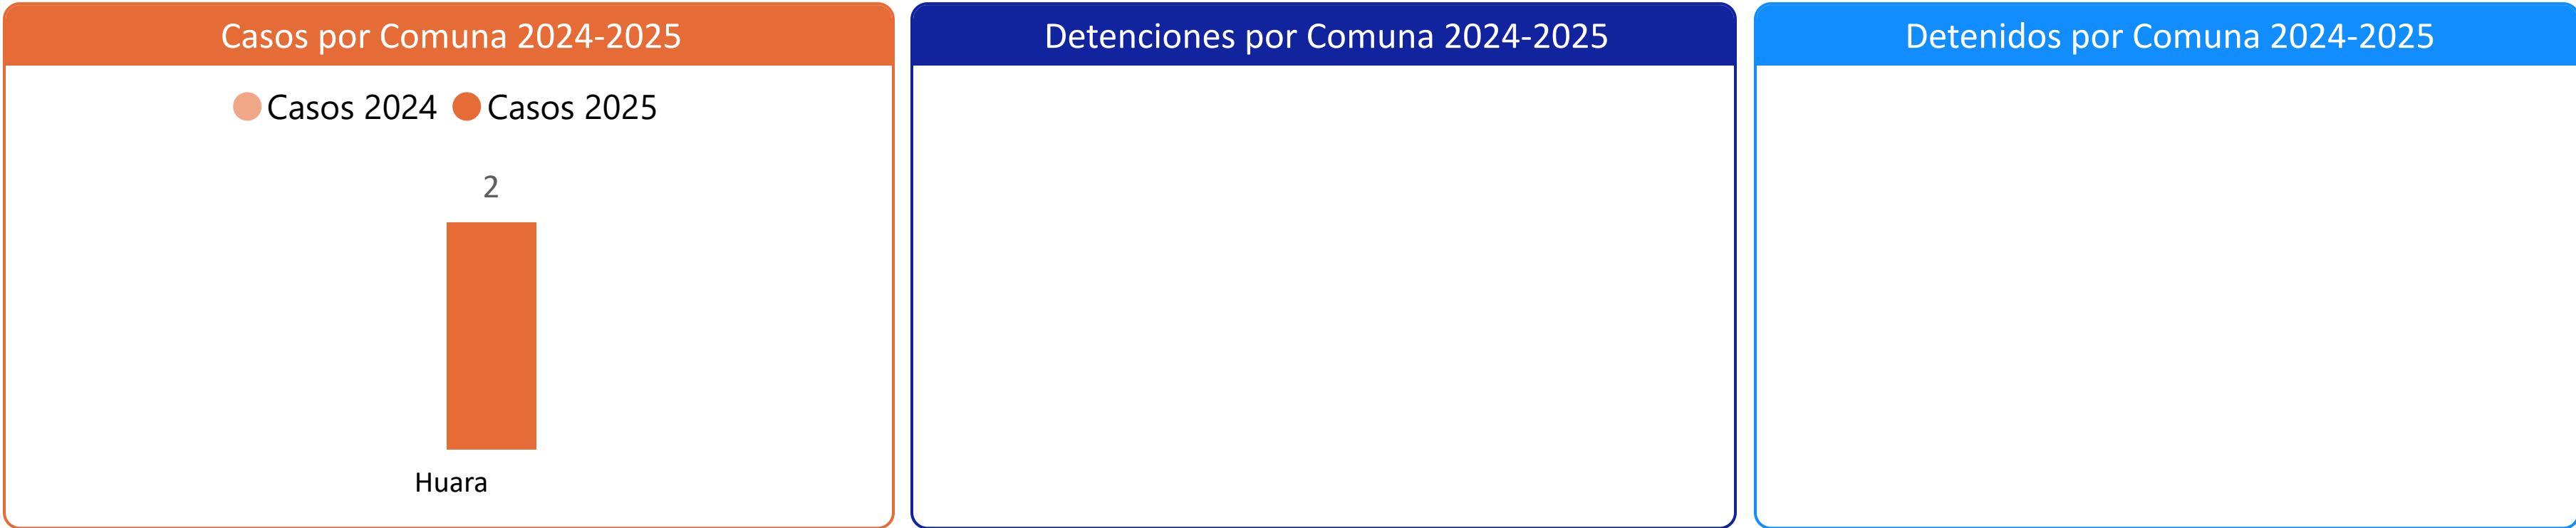 Casos por Comuna 2024-2025
Casos 2024 Casos 2025
2
Huara
Detenciones por Comuna 2024-2025
Detenidos por Comuna 2024-2025